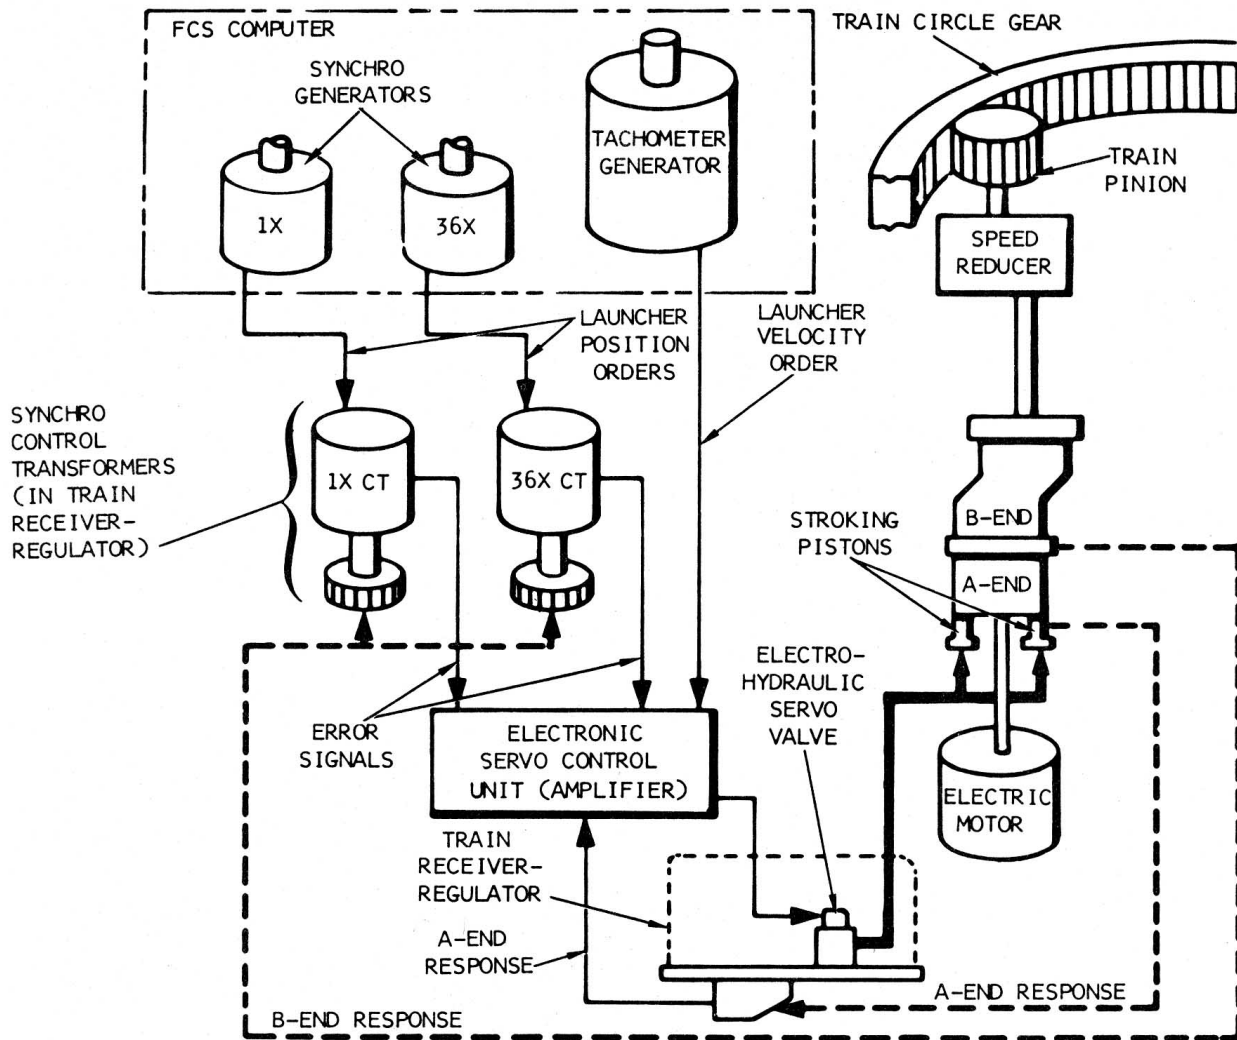 FCS COMPUTER
SYNCHRO
GENERATORS
1X
36X
TACHOMETER
GENERATOR
TRAIN CIRCLE GEAR
TRAIN
PINION
SPEED
REDUCER
LAUNCHER
POSITION
ORDERS
LAUNCHER
VELOCITY
ORDER
SYNCHRO
CONTROL
TRANSFORMERS
(IN TRAIN
RECEIVER-
REGULATOR)
1X CT
36X CT
STROKING
PISTONS
B-END
A-END
ERROR
SIGNALS
ELECTRONIC
SERVO CONTROL
UNIT (AMPLIFIER)
ELECTRO-
HYDRAULIC
SERVO
VALVE
ELECTRIC
MOTOR
TRAIN
RECEIVER-
REGULATOR
A-END
RESPONSE
A-END RESPONSE
B-END RESPONSE